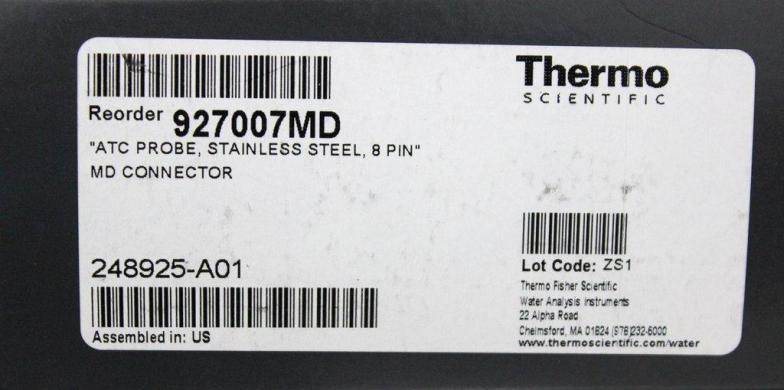 Thermo
SCIENTIFIC
Reorder 927007MD
"ATC PROBE, STAINLESS STEEL, 8 PIN"
MD CONNECTOR
248925-A01
Assembled in: US
Lot Code: ZS1
Thermo Fisher Scientific
Water Analysis Instruments
22 Alpha Road
Chelmsford, MA 01824 (978)232-6000
www.thermoscientific.com/water